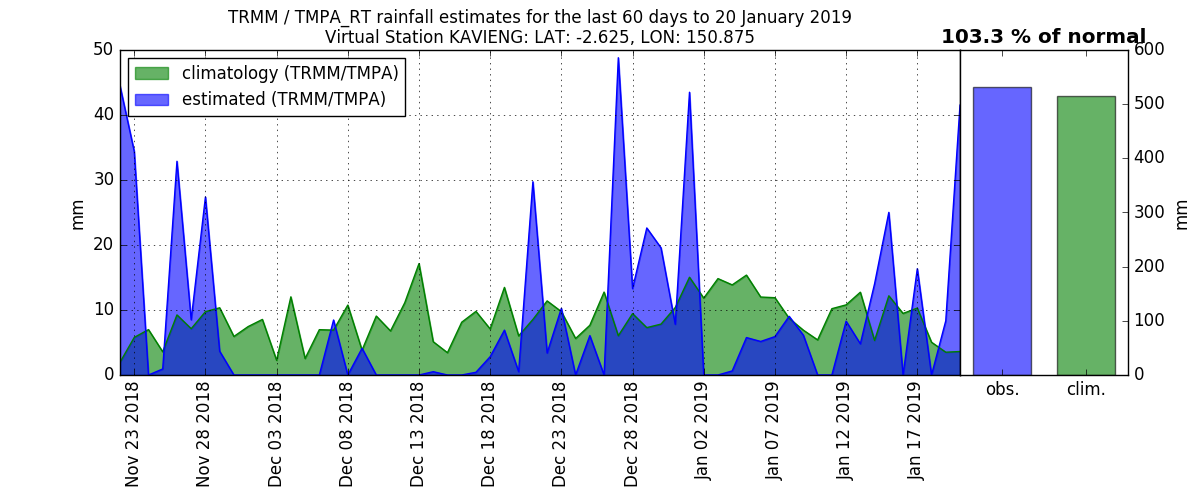 TRMM / TMPA_RT rainfall estimates for the last 60 days to 20 January 2019
Virtual Station KAVIENG: LAT: -2.625, LON: 150.875
103.3 % of normal
climatology (TRMM/TMPA)
estimated (TRMM/TMPA)
50
40
30
20
10
0
mm
Nov 23 2018
Nov 28 2018
Dec 03 2018
Dec 08 2018
Dec 13 2018
Dec 18 2018
Dec 23 2018
Dec 28 2018
Jan 02 2019
Jan 07 2019
Jan 12 2019
Jan 17 2019
obs.
clim.
600
500
400
300
200
100
0
mm